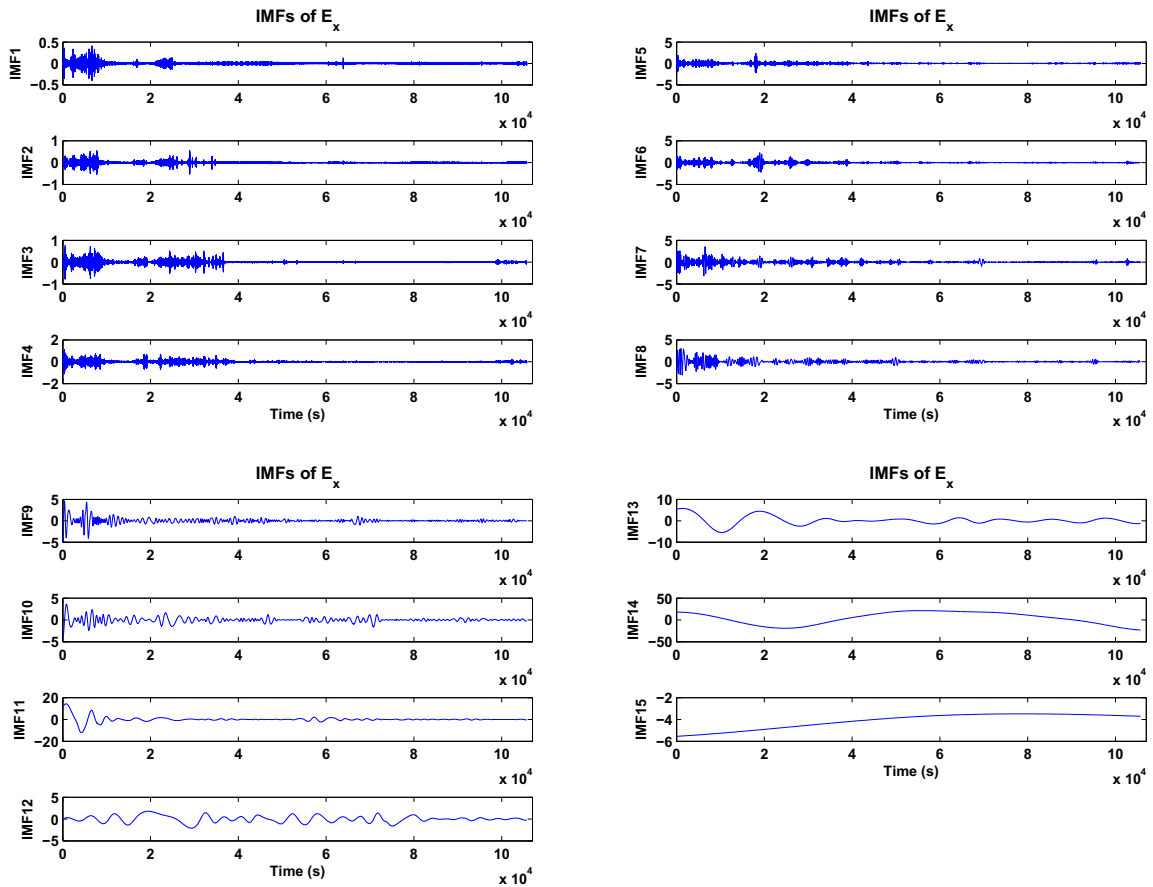 IMFs of E_x
IMF1
0.5
0
−0.5
0 2 4 6 8 10
x 10^4
IMF2
1
0
−1
0 2 4 6 8 10
x 10^4
IMF3
1
0
−1
0 2 4 6 8 10
x 10^4
IMF4
2
0
−2
0 2 4 6 8 10
Time (s)
x 10^4
IMFs of E_x
IMF5
5
0
−5
0 2 4 6 8 10
x 10^4
IMF6
5
0
−5
0 2 4 6 8 10
x 10^4
IMF7
5
0
−5
0 2 4 6 8 10
x 10^4
IMF8
5
0
−5
0 2 4 6 8 10
Time (s)
x 10^4
IMFs of E_x
IMF9
5
0
−5
0 2 4 6 8 10
x 10^4
IMF10
5
0
−5
0 2 4 6 8 10
x 10^4
IMF11
20
0
−20
0 2 4 6 8 10
x 10^4
IMF12
5
0
−5
0 2 4 6 8 10
Time (s)
x 10^4
IMFs of E_x
IMF13
10
0
−10
0 2 4 6 8 10
x 10^4
IMF14
50
0
−50
0 2 4 6 8 10
x 10^4
IMF15
−2
−4
−6
0 2 4 6 8 10
Time (s)
x 10^4